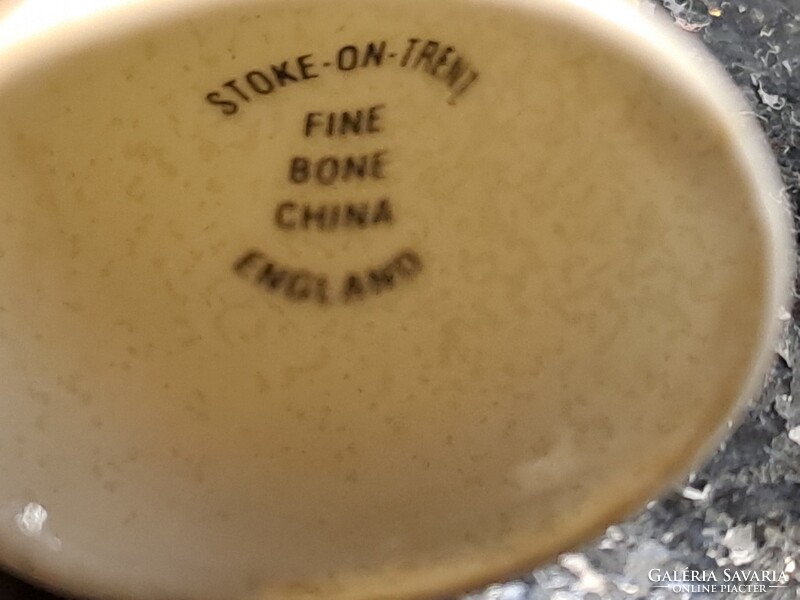 STOKE-ON-TRENT
FINE
BONE
CHINA
ENGLAND
GALÉRIA SAVARIA
ONLINE PIACTÉR